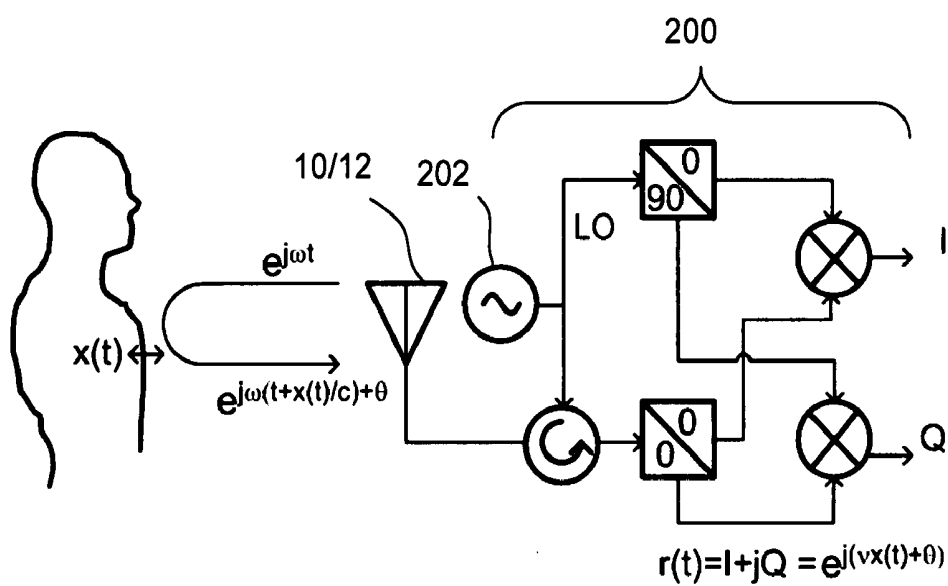 200
10/12
202
0
90
LO
I
e^{jωt}
x(t)
e^{jω(t+x(t)/c)+θ}
0
0
Q
r(t)=I+jQ = e^{j(νx(t)+θ)}